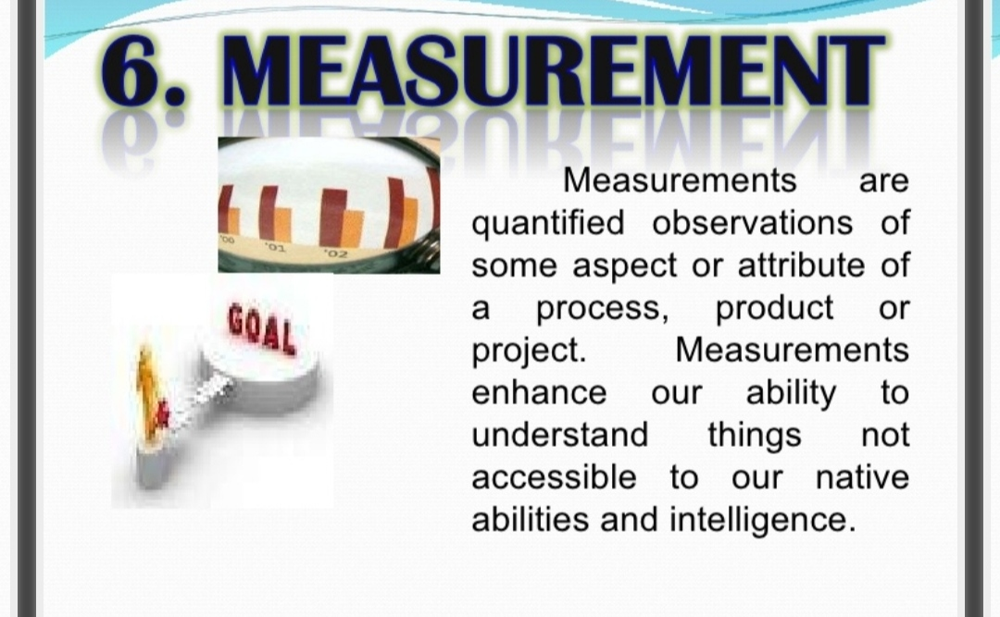 6. MEASUREMENT
'00
'01
'02
GOAL
Measurements are
quantified observations of
some aspect or attribute of
a process, product or
project. Measurements
enhance our ability to
understand things not
accessible to our native
abilities and intelligence.